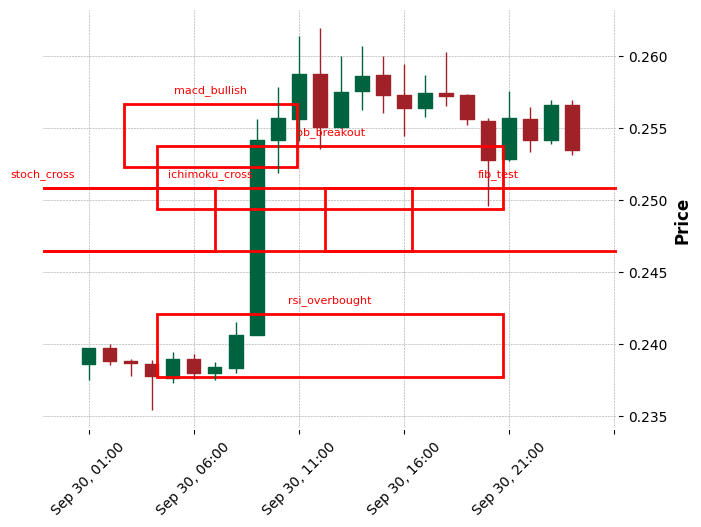 0.260
macd_bullish
0.255
bb_breakout
stoch_cross
ichimoku_cross
fib_test
0.250
Price
0.245
rsi_overbought
0.240
0.235
Sep 30, 01:00
Sep 30, 06:00
Sep 30, 11:00
Sep 30, 16:00
Sep 30, 21:00